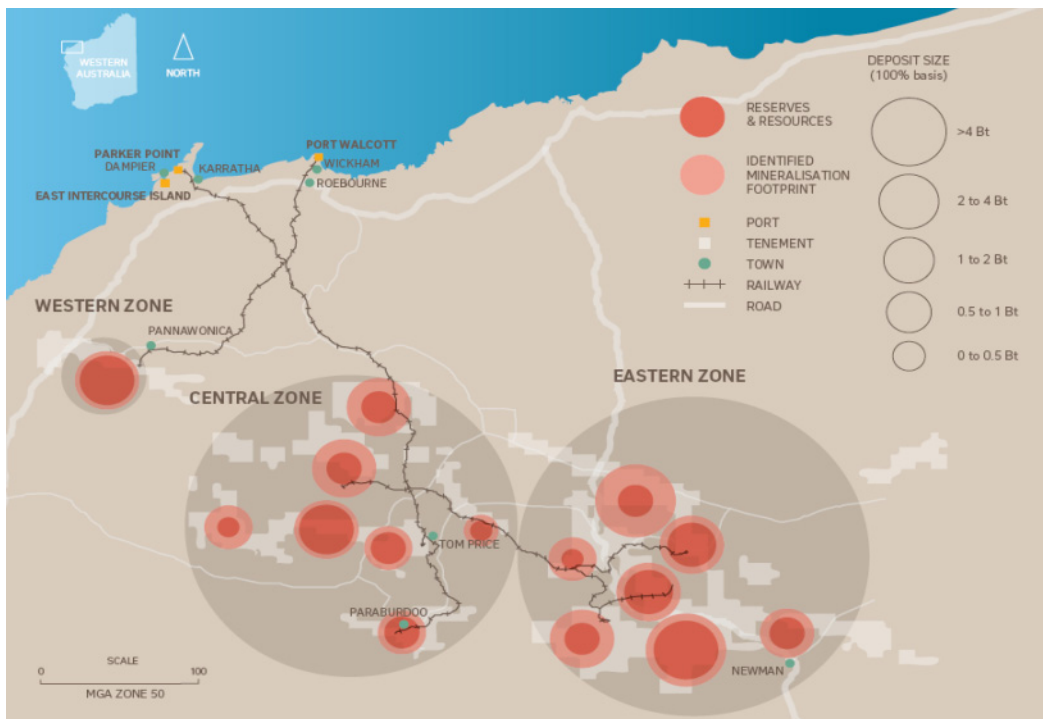 WESTERN
AUSTRALIA
NORTH
DEPOSIT SIZE
(100% basis)
RESERVES
& RESOURCES
>4 Bt
IDENTIFIED
MINERALISATION
FOOTPRINT
2 to 4 Bt
PORT
TENEMENT
1 to 2 Bt
TOWN
RAILWAY
ROAD
0.5 to 1 Bt
0 to 0.5 Bt
PARKER POINT
DAMPIER
KARRATHA
EAST INTERCOURSE ISLAND
PORT WALCOTT
WICKHAM
ROEBOURNE
WESTERN ZONE
PANNAWONICA
CENTRAL ZONE
EASTERN ZONE
TOM PRICE
PARABURDOO
NEWMAN
SCALE
0
100
MGA ZONE 50